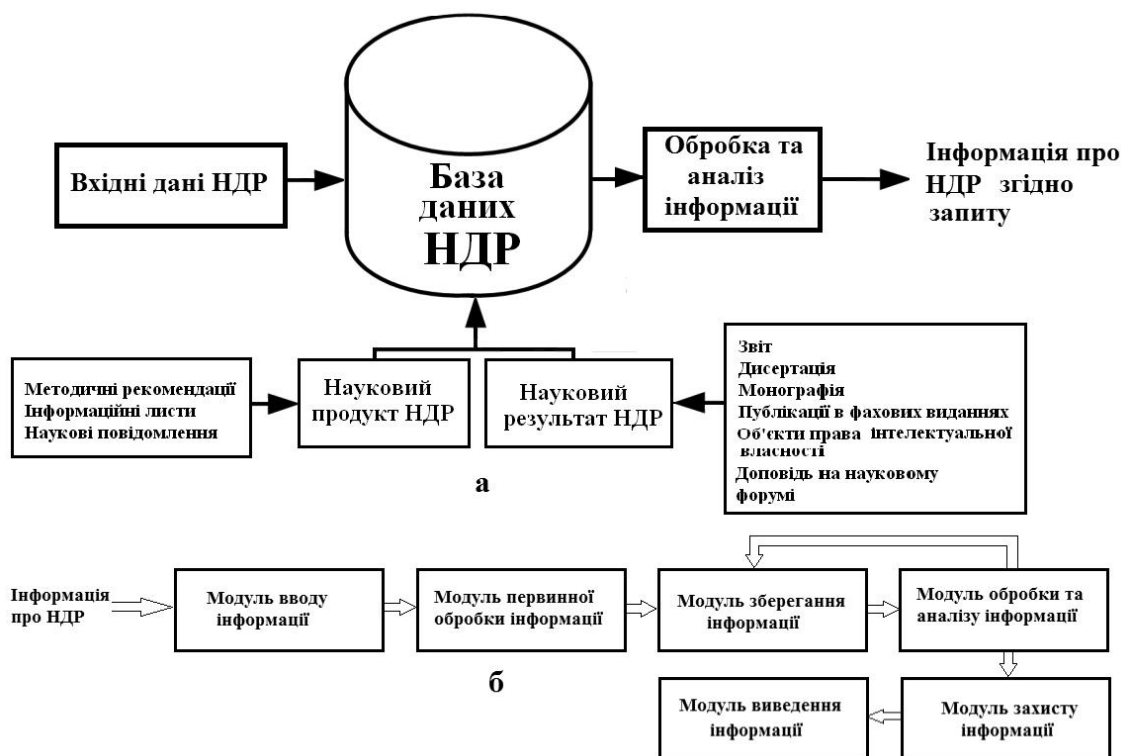 Вхідні дані НДР
База
даних
НДР
Обробка та
аналіз
інформації
Інформація про
НДР згідно
запиту
Методичні рекомендації
Інформаційні листи
Наукові повідомлення
Науковий
продукт НДР
Науковий
результат НДР
Звіт
Дисертація
Монографія
Публікації в фахових виданнях
Об'єкти права інтелектуальної
власності
Доповідь на науковому
форумі
а
Інформація
про НДР
Модуль вводу
інформації
Модуль первинної
обробки інформації
Модуль зберегання
інформації
Модуль обробки та
аналізу інформації
б
Модуль виведення
інформації
Модуль захисту
інформації